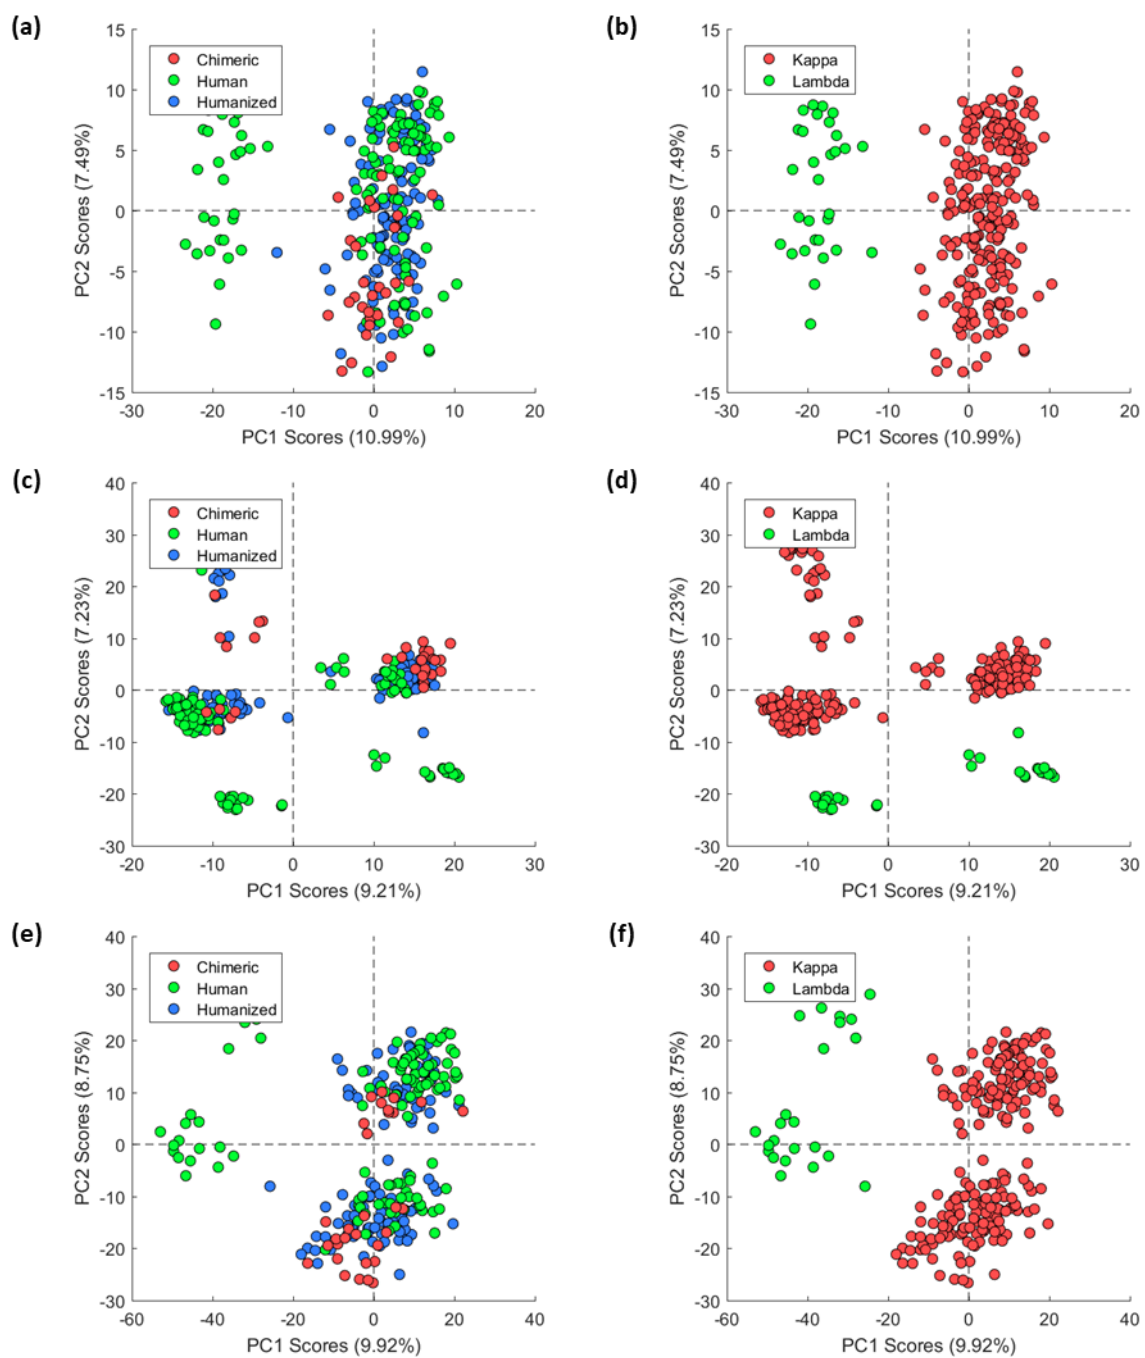 (a)
15
10
5
0
-5
-10
-15
PC2 Scores (7.49%)
Chimeric
Human
Humanized
-30
-20
-10
0
10
20
PC1 Scores (10.99%)
(b)
15
10
5
0
-5
-10
-15
PC2 Scores (7.49%)
Kappa
Lambda
-30
-20
-10
0
10
20
PC1 Scores (10.99%)
(c)
40
30
20
10
0
-10
-20
-30
PC2 Scores (7.23%)
Chimeric
Human
Humanized
-20
-10
0
10
20
30
PC1 Scores (9.21%)
(d)
40
30
20
10
0
-10
-20
-30
PC2 Scores (7.23%)
Kappa
Lambda
-20
-10
0
10
20
30
PC1 Scores (9.21%)
(e)
40
30
20
10
0
-10
-20
-30
PC2 Scores (8.75%)
Chimeric
Human
Humanized
-60
-40
-20
0
20
40
PC1 Scores (9.92%)
(f)
40
30
20
10
0
-10
-20
-30
PC2 Scores (8.75%)
Kappa
Lambda
-60
-40
-20
0
20
40
PC1 Scores (9.92%)